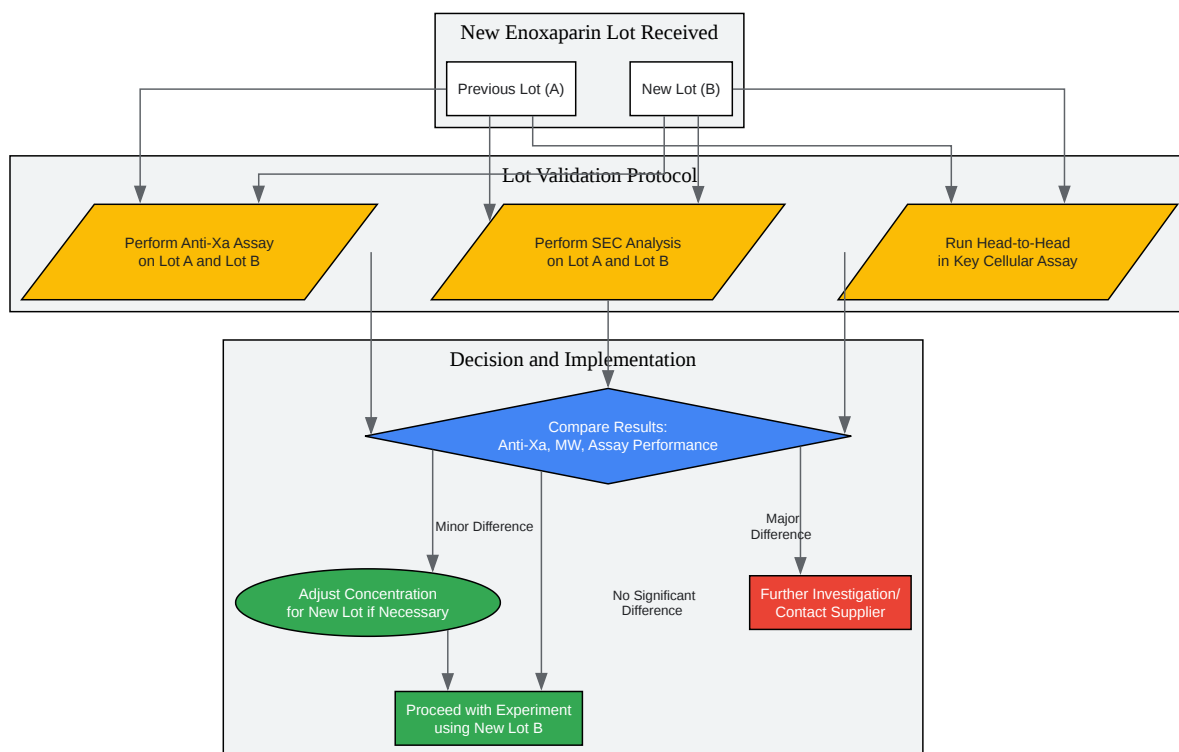 New Enoxaparin Lot Received
Previous Lot (A)
New Lot (B)
Lot Validation Protocol
Perform Anti-Xa Assay
on Lot A and Lot B
Perform SEC Analysis
on Lot A and Lot B
Run Head-to-Head
in Key Cellular Assay
Decision and Implementation
Compare Results:
Anti-Xa, MW, Assay Performance
Minor Difference
Major
Difference
Adjust Concentration
for New Lot if Necessary
No Significant
Difference
Further Investigation/
Contact Supplier
Proceed with Experiment
using New Lot B